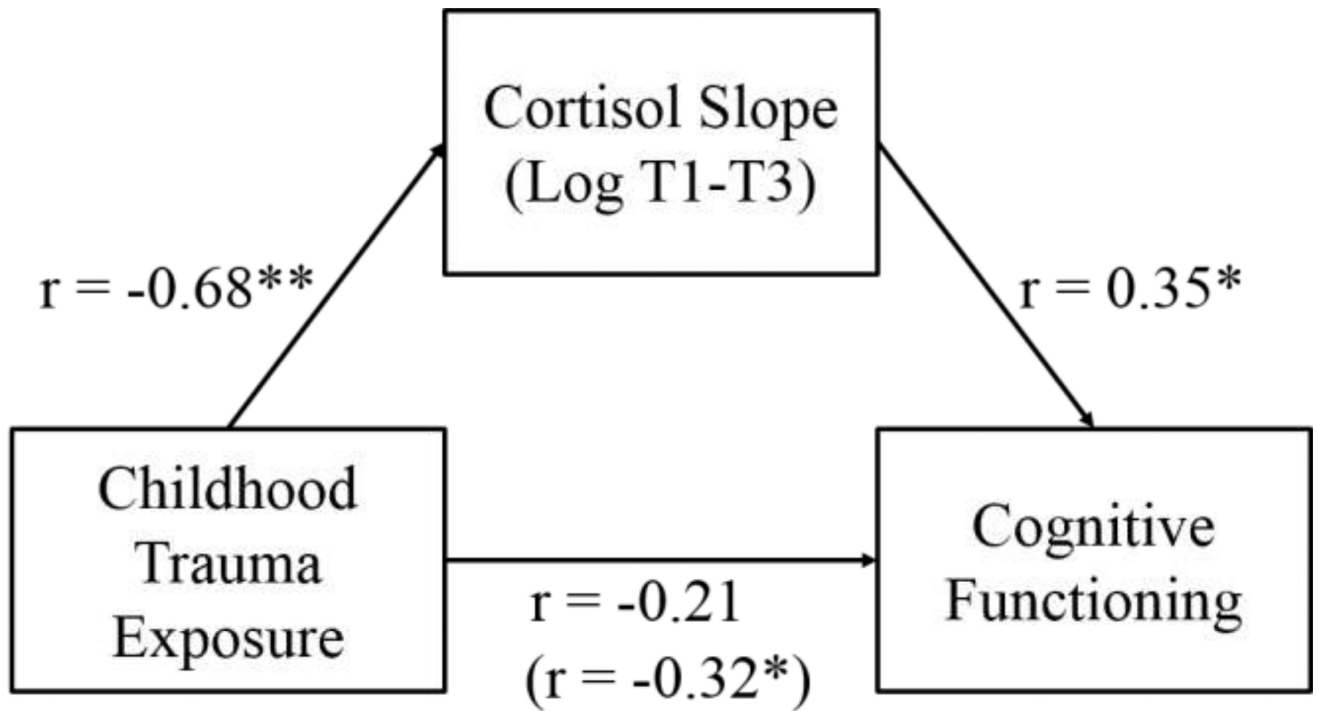 Cortisol Slope
(Log T1-T3)
r = -0.68**
r = 0.35*
Childhood
Trauma
Exposure
r = -0.21
(r = -0.32*)
Cognitive
Functioning